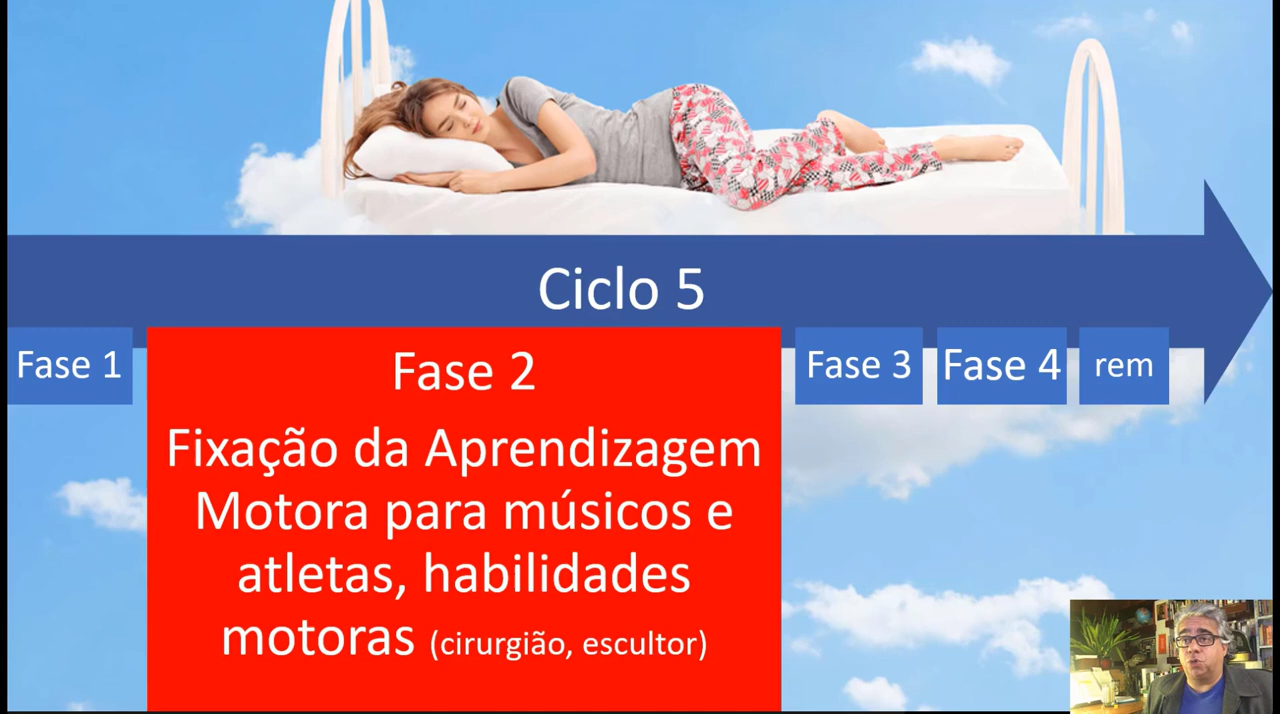 Ciclo 5
Fase 1
Fase 2
Fixação da Aprendizagem
Motora para músicos e
atletas, habilidades
motoras (cirurgião, escultor)
Fase 3
Fase 4
rem